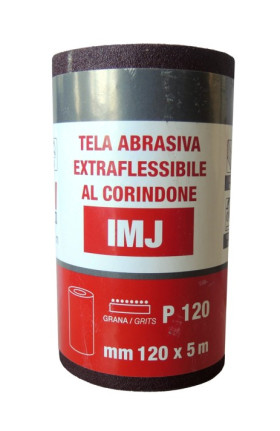 TELA ABRASIVA
EXTRAFLESSIBILE
AL CORINDONE
IMJ
GRANA / GRITS P 120
mm 120 x 5 m